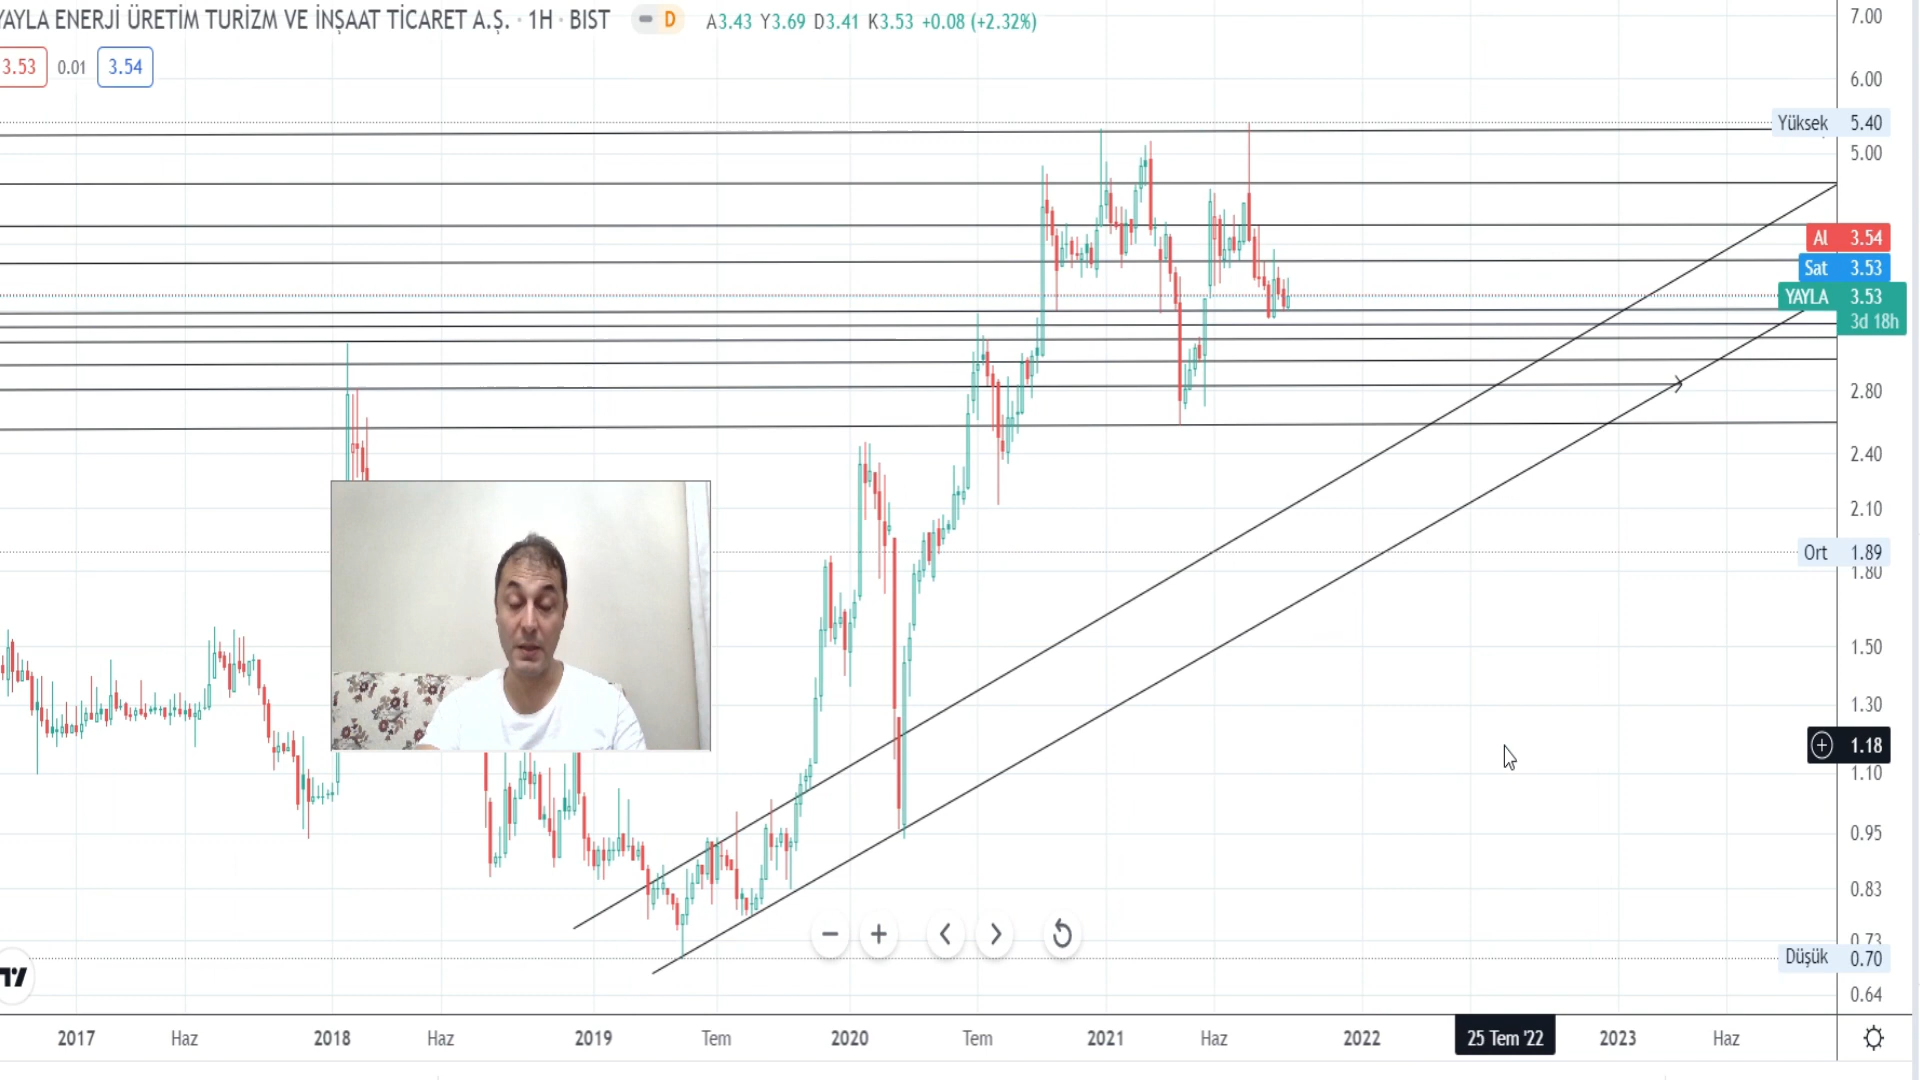 YAYLA ENERJİ ÜRETİM TURİZM VE İNŞAAT TİCARET A.Ş. · 1H · BIST D A3.43 Y3.69 D3.41 K3.53 +0.08 (+2.32%)
3.53 0.01 3.54
7.00
6.00
Yüksek 5.40
5.00
Al 3.54
Sat 3.53
YAYLA 3.53
3d 18h
2.80
2.40
2.10
Ort 1.89
1.80
1.50
1.30
1.18
1.10
0.95
0.83
0.73
Düşük 0.70
0.64
2017 Haz 2018 Haz 2019 Tem 2020 Tem 2021 Haz 2022 25 Tem '22 2023 Haz